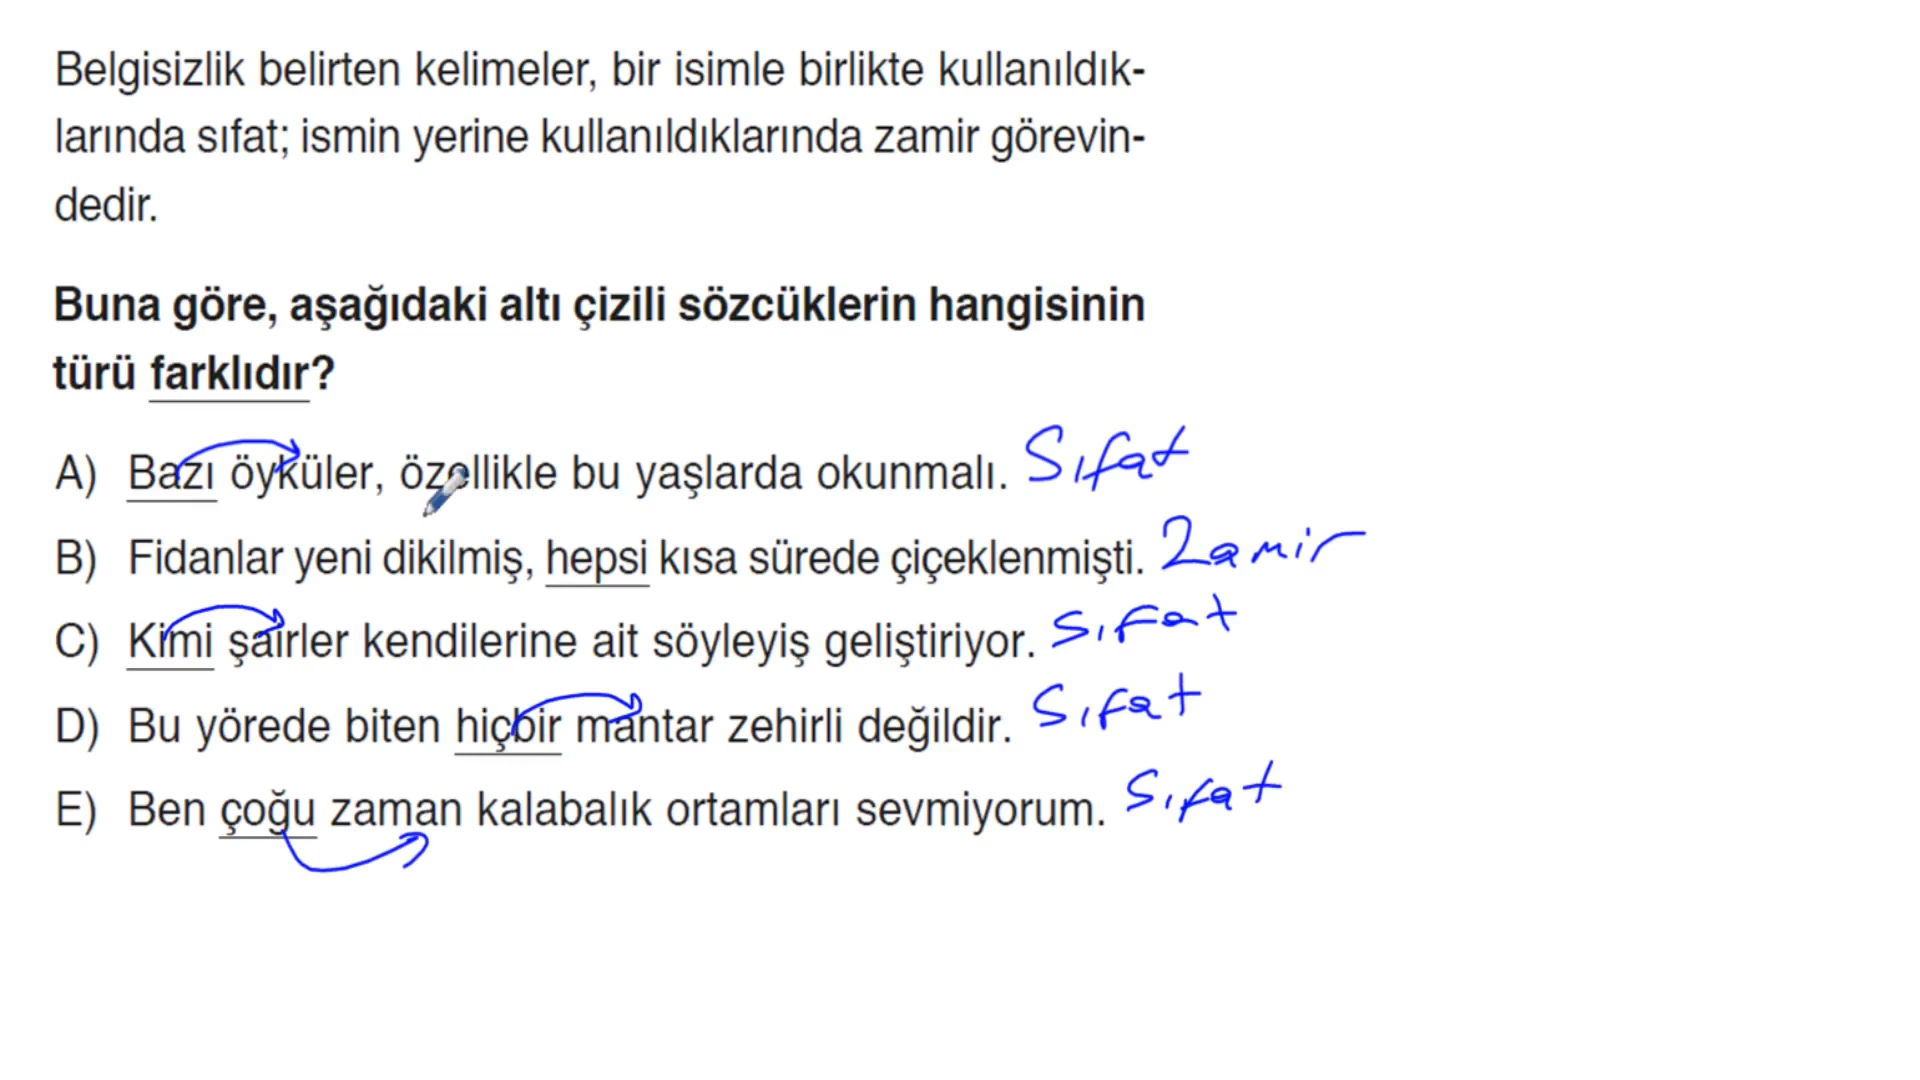 Belgisizlik belirten kelimeler, bir isimle birlikte kullanıldık-
larında sıfat; ismin yerine kullanıldıklarında zamir görevin-
dedir.
Buna göre, aşağıdaki altı çizili sözcüklerin hangisinin
türü farklıdır?
A) Bazı öyküler, özellikle bu yaşlarda okunmalı. Sıfat
B) Fidanlar yeni dikilmiş, hepsi kısa sürede çiçeklenmişti. Zamir
C) Kimi şairler kendilerine ait söyleyiş geliştiriyor. Sıfat
D) Bu yörede biten hiçbir mantar zehirli değildir. Sıfat
E) Ben çoğu zaman kalabalık ortamları sevmiyorum. Sıfat